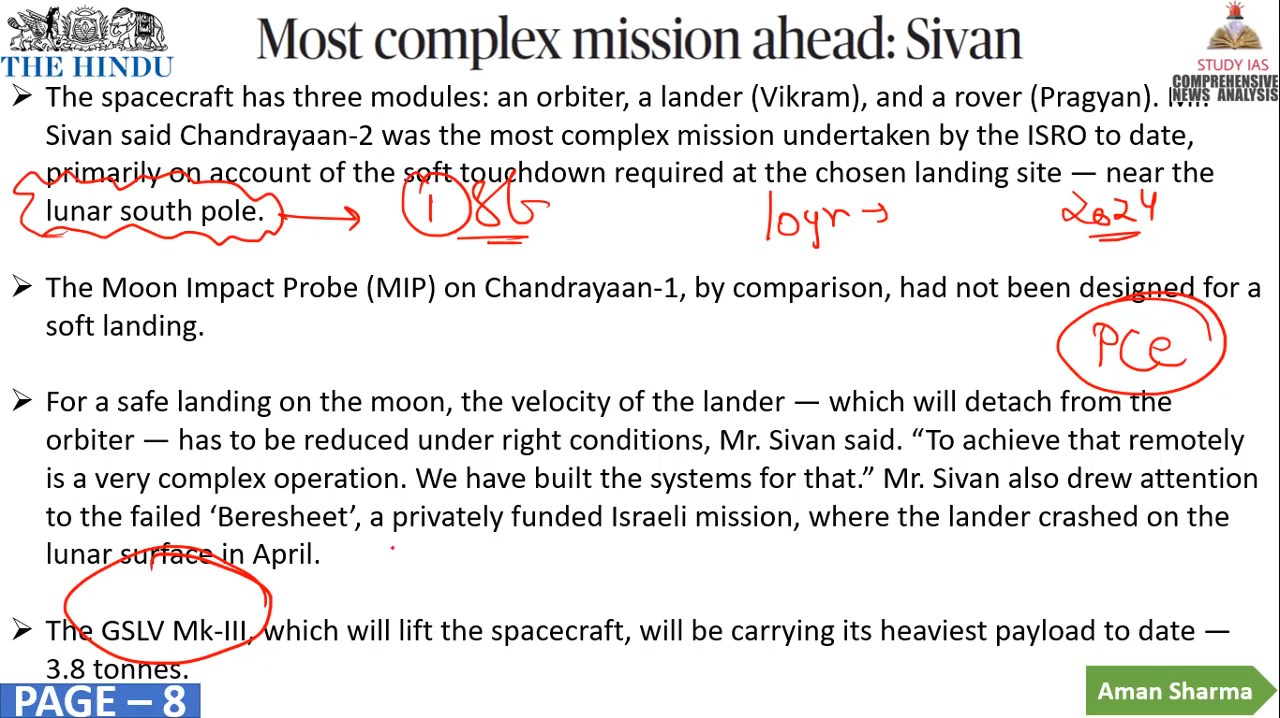 THE HINDU
Most complex mission ahead: Sivan
STUDY IAS
COMPREHENSIVE
NEWS ANALYSIS
➢ The spacecraft has three modules: an orbiter, a lander (Vikram), and a rover (Pragyan). Mr.
Sivan said Chandrayaan-2 was the most complex mission undertaken by the ISRO to date,
primarily on account of the soft touchdown required at the chosen landing site — near the
lunar south pole.
10yr → 2024
➢ The Moon Impact Probe (MIP) on Chandrayaan-1, by comparison, had not been designed for a
soft landing.
➢ For a safe landing on the moon, the velocity of the lander — which will detach from the
orbiter — has to be reduced under right conditions, Mr. Sivan said. “To achieve that remotely
is a very complex operation. We have built the systems for that.” Mr. Sivan also drew attention
to the failed ‘Beresheet’, a privately funded Israeli mission, where the lander crashed on the
lunar surface in April.
➢ The GSLV Mk-III, which will lift the spacecraft, will be carrying its heaviest payload to date —
3.8 tonnes.
PAGE – 8
Aman Sharma